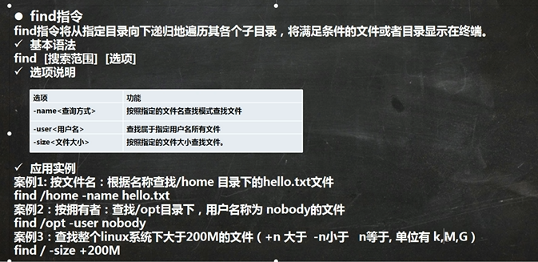 ● find指令
find指令将从指定目录向下递归地遍历其各个子目录，将满足条件的文件或者目录显示在终端。
✓ 基本语法
find [搜索范围] [选项]
✓ 选项说明
选项 功能
-name<查询方式> 按照指定的文件名查找模式查找文件
-user<用户名> 查找属于指定用户名所有文件
-size<文件大小> 按照指定的文件大小查找文件。
✓ 应用实例
案例1: 按文件名：根据名称查找/home 目录下的hello.txt文件
find /home -name hello.txt
案例2：按拥有者：查找/opt目录下，用户名称为 nobody的文件
find /opt -user nobody
案例3：查找整个linux系统下大于200M的文件（+n 大于 -n小于 n等于, 单位有 k,M,G）
find / -size +200M